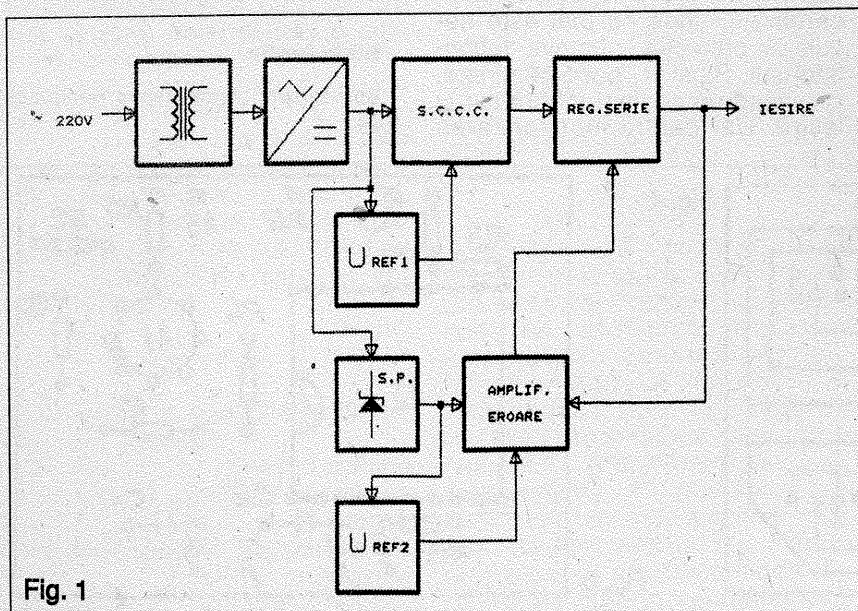 ~ 220V
S.C.C.C.
REG.SERIE
IESIRE
U REF1
S.P.
AMPLIF.
EROARE
U REF2
Fig. 1